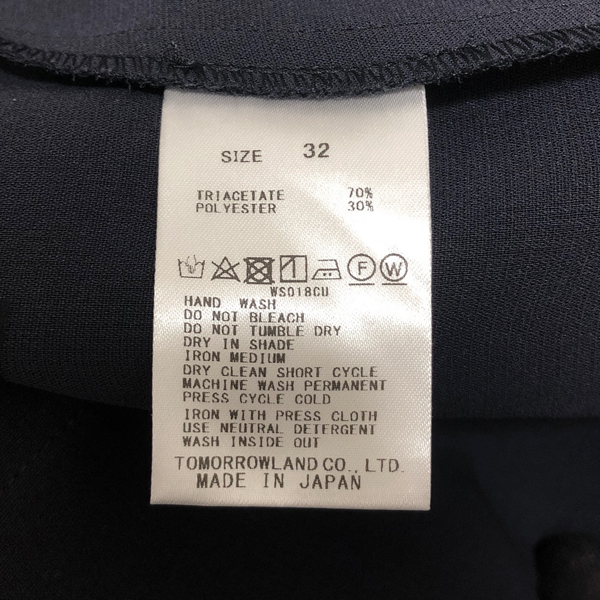 SIZE 32
TRIACETATE 70%
POLYESTER 30%
F W
WS018CU
HAND WASH
DO NOT BLEACH
DO NOT TUMBLE DRY
DRY IN SHADE
IRON MEDIUM
DRY CLEAN SHORT CYCLE
MACHINE WASH PERMANENT
PRESS CYCLE COLD
IRON WITH PRESS CLOTH
USE NEUTRAL DETERGENT
WASH INSIDE OUT
TOMORROWLAND CO., LTD.
MADE IN JAPAN